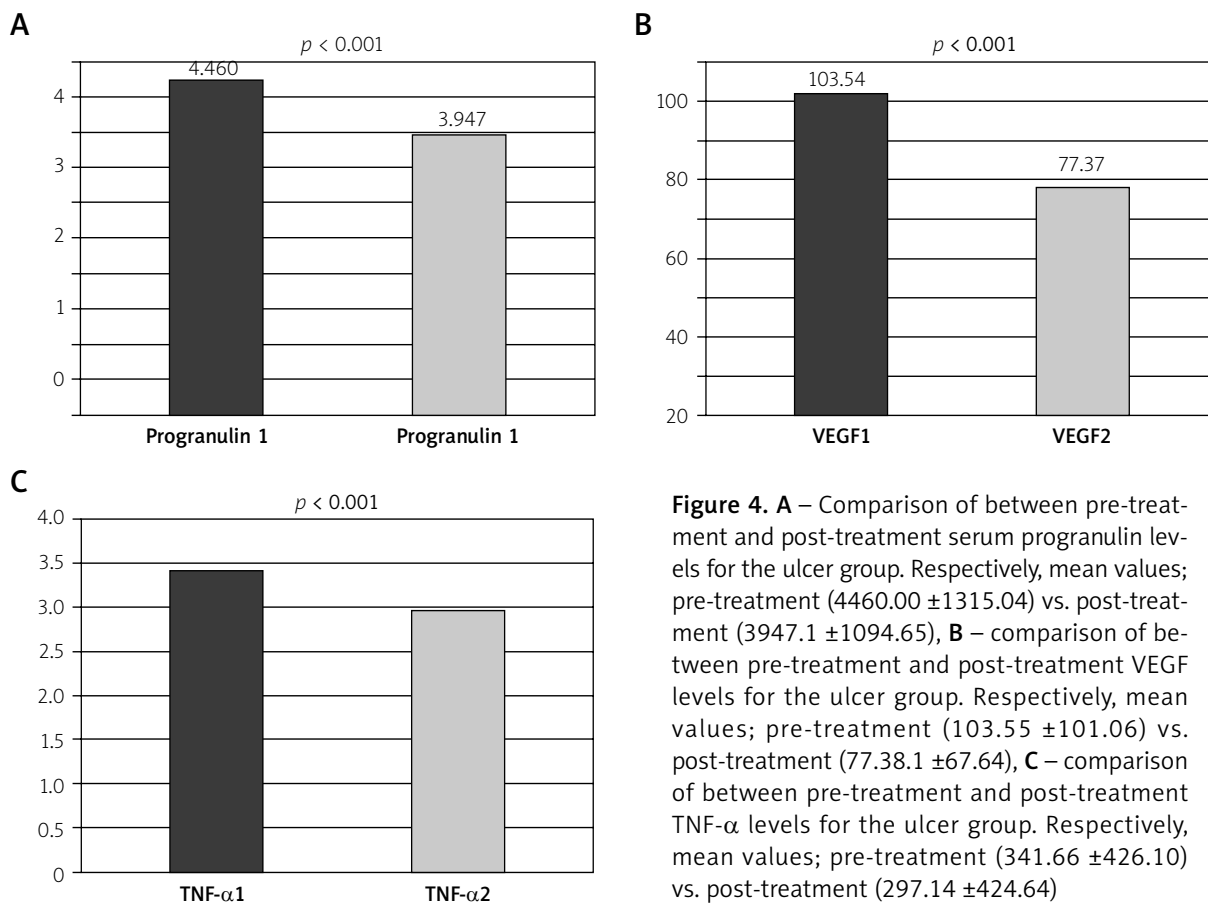 A
p < 0.001
4.460
3.947
4
3
2
1
0
Progranulin 1
Progranulin 1
B
p < 0.001
103.54
77.37
100
80
60
40
20
VEGF1
VEGF2
C
p < 0.001
4.0
3.5
3.0
2.5
2.0
1.5
1.0
0.5
0
TNF-α1
TNF-α2
Figure 4. A – Comparison of between pre-treat-
ment and post-treatment serum progranulin lev-
els for the ulcer group. Respectively, mean values;
pre-treatment (4460.00 ±1315.04) vs. post-treat-
ment (3947.1 ±1094.65), B – comparison of be-
tween pre-treatment and post-treatment VEGF
levels for the ulcer group. Respectively, mean
values; pre-treatment (103.55 ±101.06) vs.
post-treatment (77.38.1 ±67.64), C – comparison
of between pre-treatment and post-treatment
TNF-α levels for the ulcer group. Respectively,
mean values; pre-treatment (341.66 ±426.10)
vs. post-treatment (297.14 ±424.64)